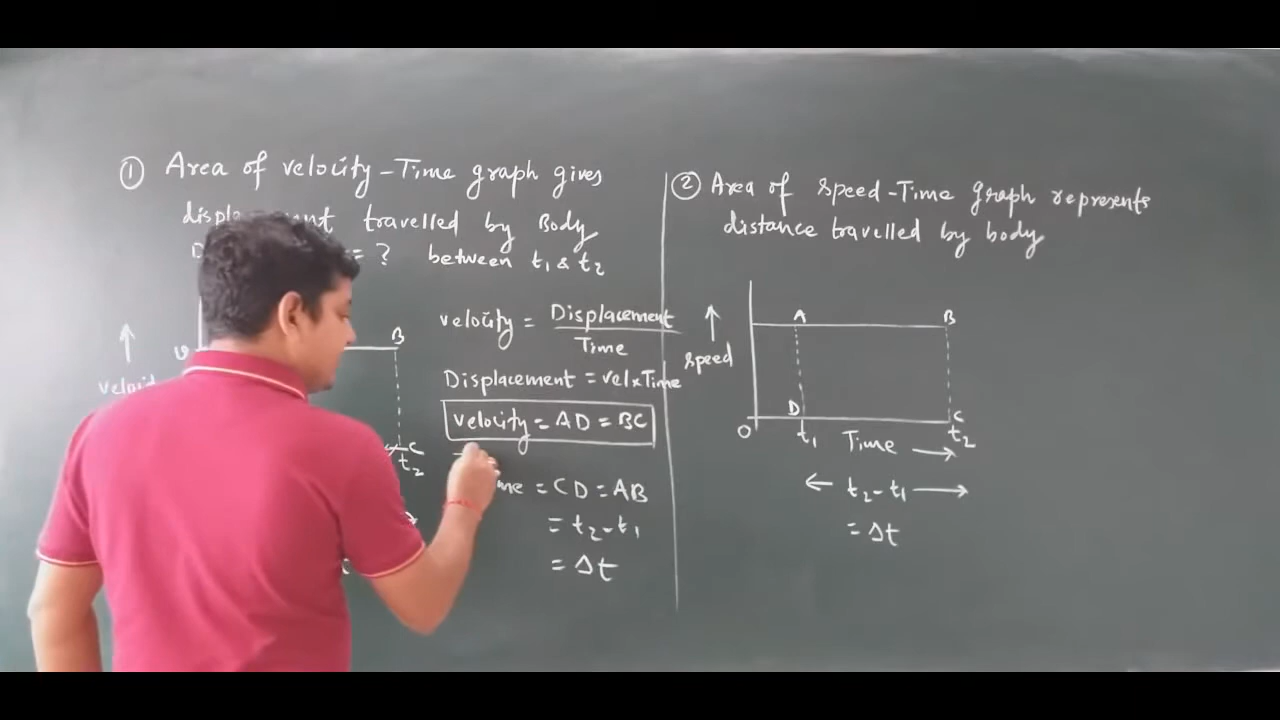 ① Area of velocity-Time graph gives
travelled by Body
= ? between t₁ & t₂
B
v
C
t₂
velocity = Displacement
Time
Displacement = vel×Time
velocity = AD = BC
= CD = AB
= t₂-t₁
= Δt
② Area of speed-Time graph represents
distance travelled by body
A B
speed
D C
O t₁ Time t₂
t₂-t₁
= Δt